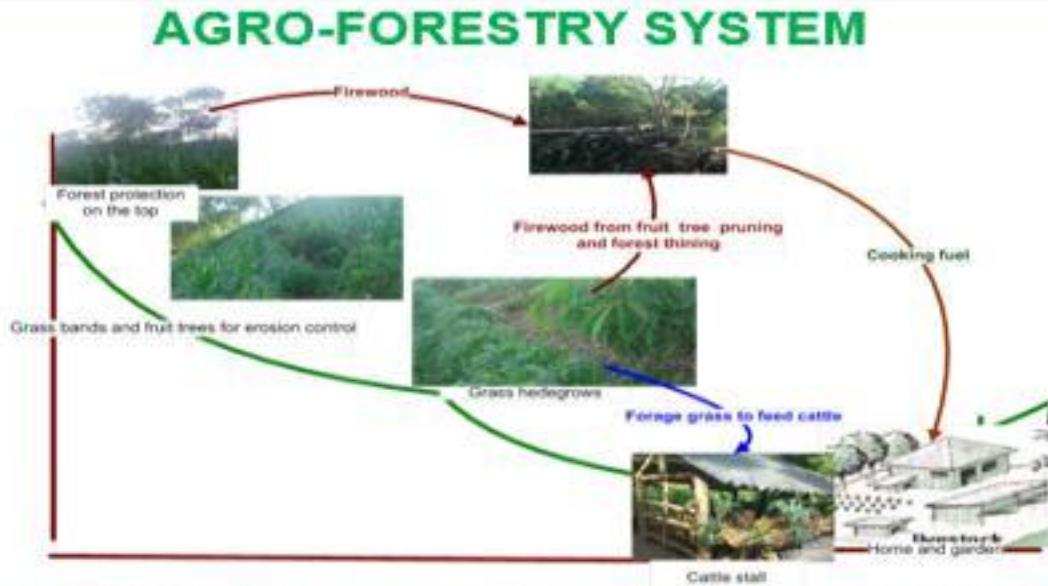 AGRO-FORESTRY SYSTEM
Firewood
Forest protection
on the top
Firewood from fruit tree pruning
and forest thining
Cooking fuel
Grass bands and fruit trees for erosion control
Grass hedegrows
Forage grass to feed cattle
Home and garden
Cattle stall